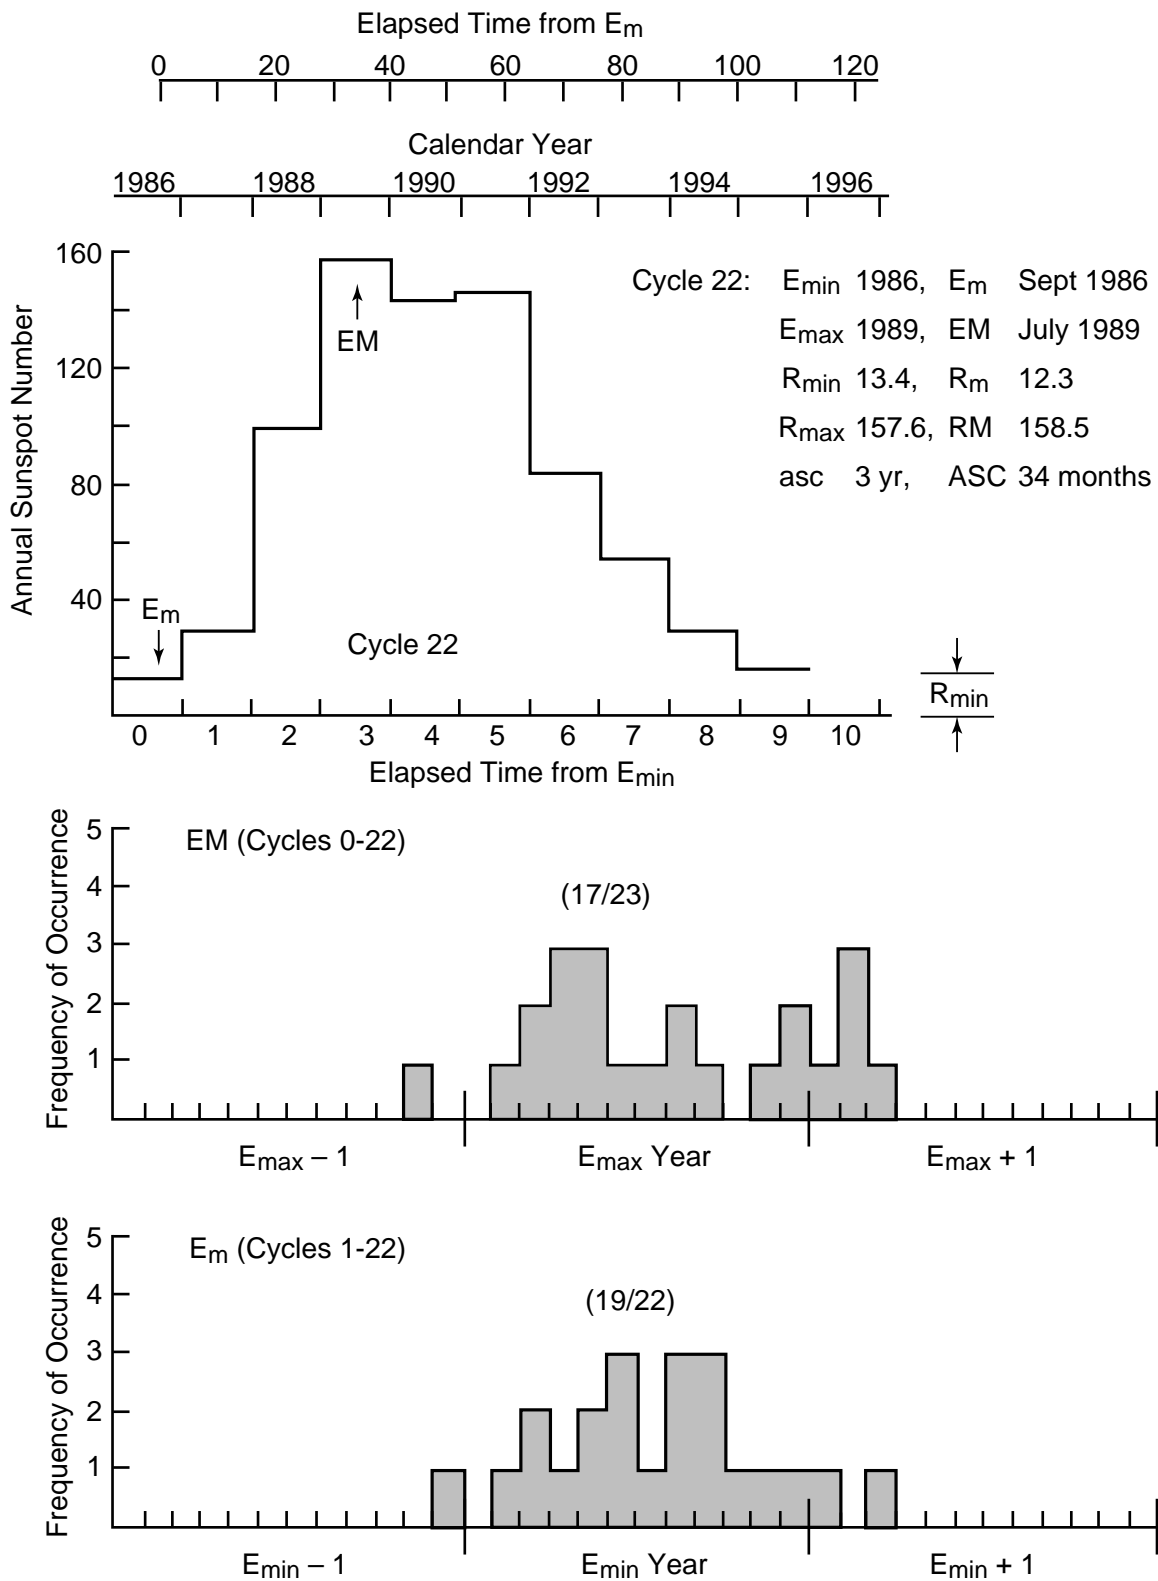 Elapsed Time from Em
0 20 40 60 80 100 120
Calendar Year
1986 1988 1990 1992 1994 1996
Annual Sunspot Number
160
120
80
40
EM
Em
Cycle 22
Cycle 22: Emin 1986, Em Sept 1986
Emax 1989, EM July 1989
Rmin 13.4, Rm 12.3
Rmax 157.6, RM 158.5
asc 3 yr, ASC 34 months
Rmin
0 1 2 3 4 5 6 7 8 9 10
Elapsed Time from Emin
Frequency of Occurrence
5
4
3
2
1
EM (Cycles 0-22)
(17/23)
Emax – 1 Emax Year Emax + 1
Frequency of Occurrence
5
4
3
2
1
Em (Cycles 1-22)
(19/22)
Emin – 1 Emin Year Emin + 1